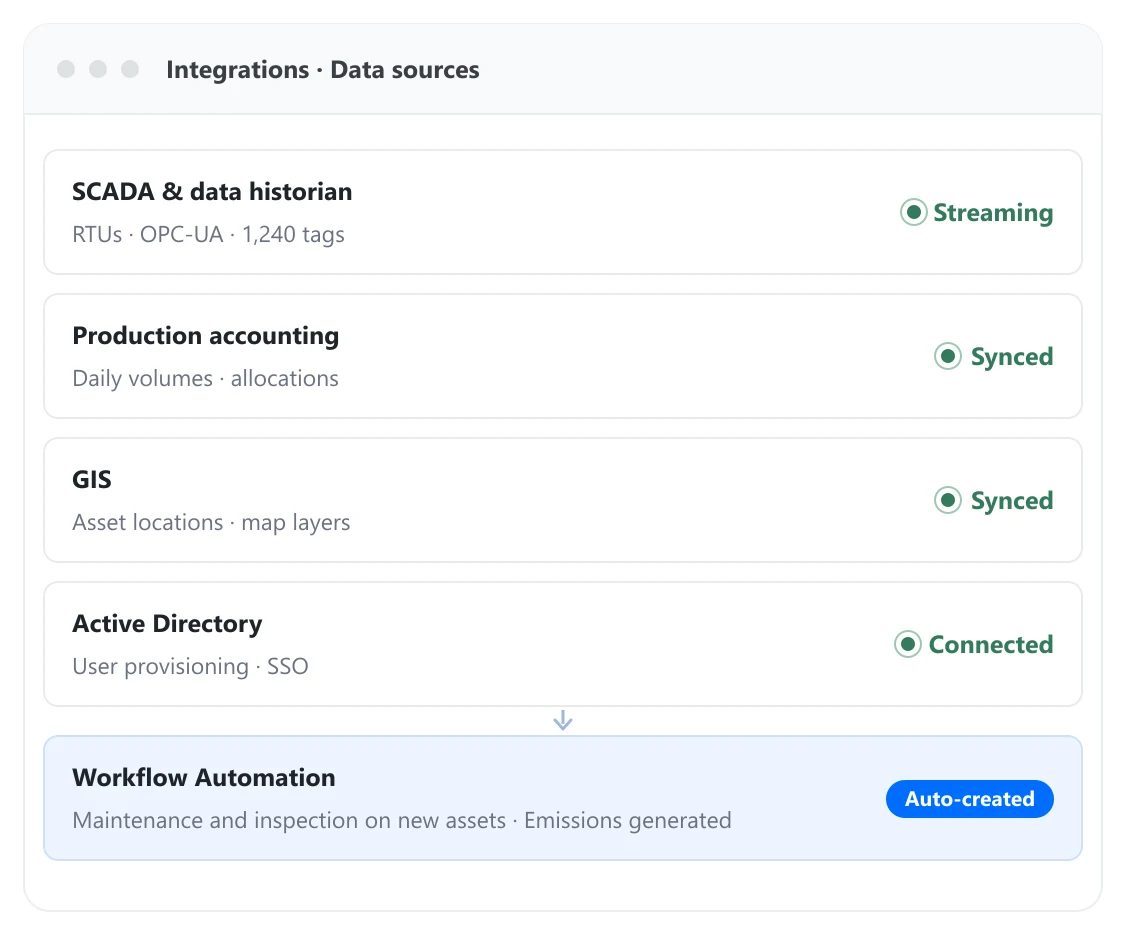 Integrations · Data sources
SCADA & data historian
RTUs · OPC-UA · 1,240 tags
Streaming
Production accounting
Daily volumes · allocations
Synced
GIS
Asset locations · map layers
Synced
Active Directory
User provisioning · SSO
Connected
Workflow Automation
Maintenance and inspection on new assets · Emissions generated
Auto-created